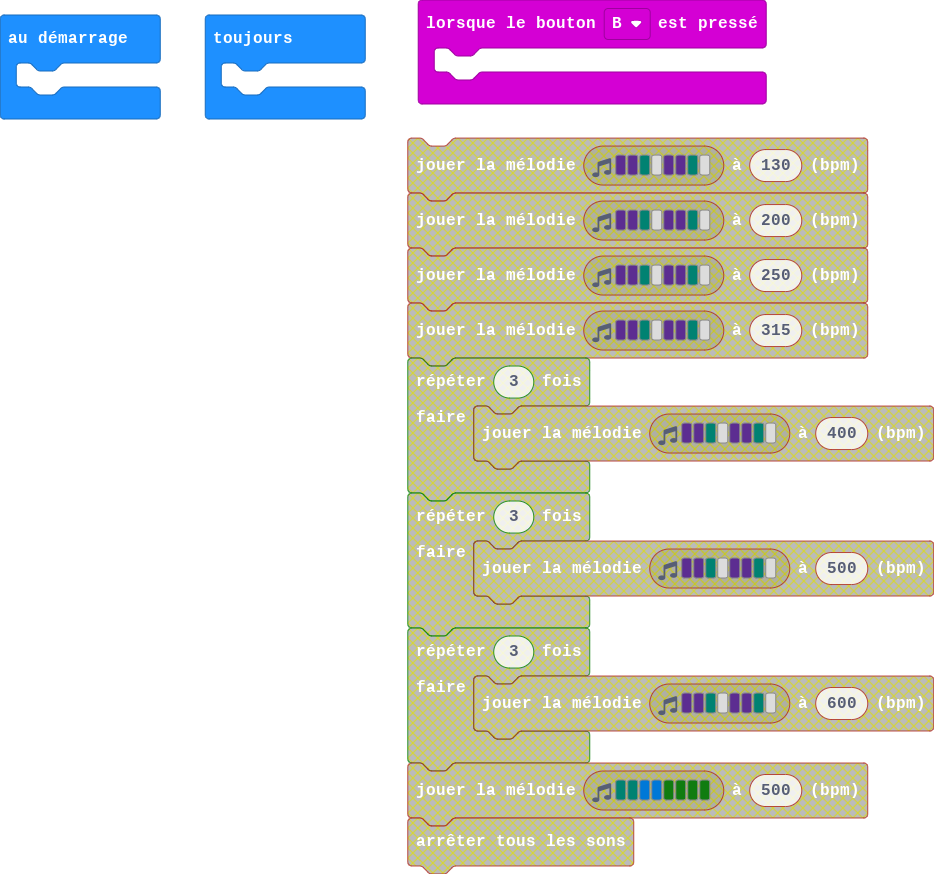 au démarrage
toujours
lorsque le bouton B est pressé
jouer la mélodie à 130 (bpm)
jouer la mélodie à 200 (bpm)
jouer la mélodie à 250 (bpm)
jouer la mélodie à 315 (bpm)
répéter 3 fois
faire jouer la mélodie à 400 (bpm)
répéter 3 fois
faire jouer la mélodie à 500 (bpm)
répéter 3 fois
faire jouer la mélodie à 600 (bpm)
jouer la mélodie à 500 (bpm)
arrêter tous les sons